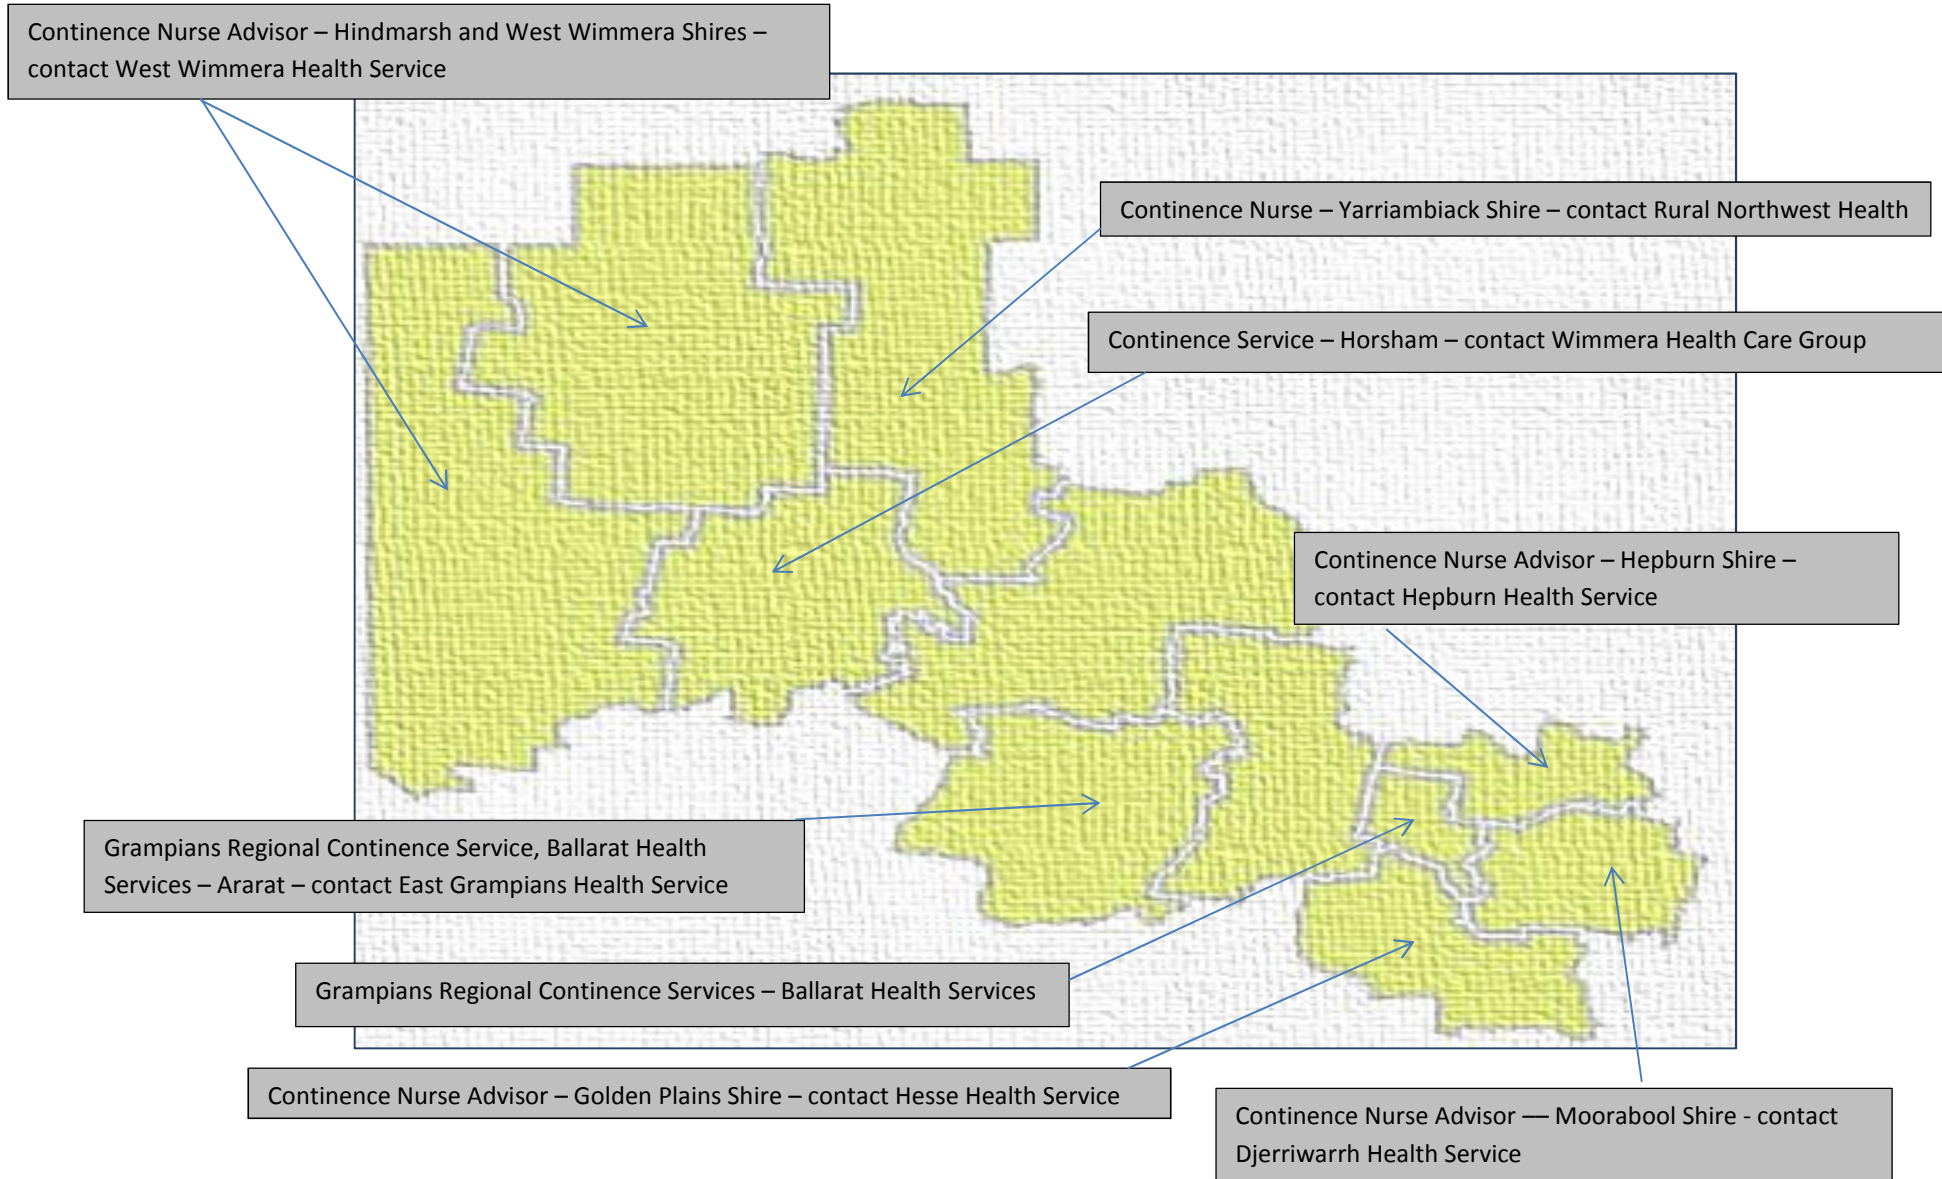 Continence Nurse Advisor – Hindmarsh and West Wimmera Shires –
contact West Wimmera Health Service
Continence Nurse – Yarriambiack Shire – contact Rural Northwest Health
Continence Service – Horsham – contact Wimmera Health Care Group
Continence Nurse Advisor – Hepburn Shire –
contact Hepburn Health Service
Grampians Regional Continence Service, Ballarat Health
Services – Ararat – contact East Grampians Health Service
Grampians Regional Continence Services – Ballarat Health Services
Continence Nurse Advisor – Golden Plains Shire – contact Hesse Health Service
Continence Nurse Advisor –– Moorabool Shire - contact
Djerriwarrh Health Service